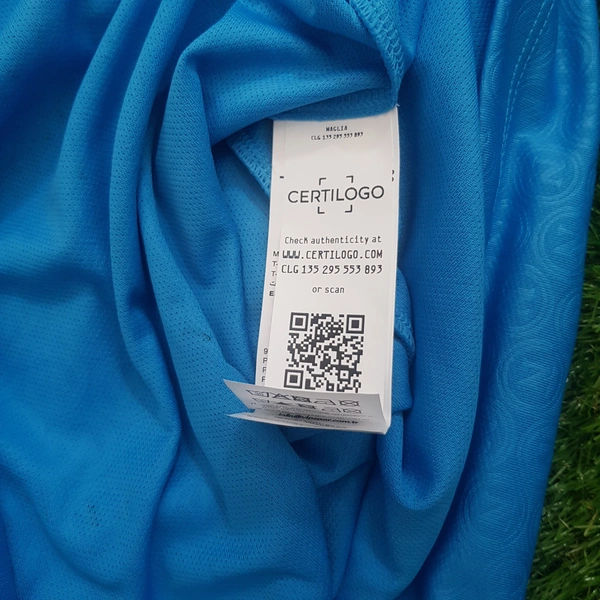 MAGLIA
CLG 135 295 553 893
CERTILOGO
Check authenticity at
WWW.CERTILOGO.COM
CLG 135 295 553 893
or scan